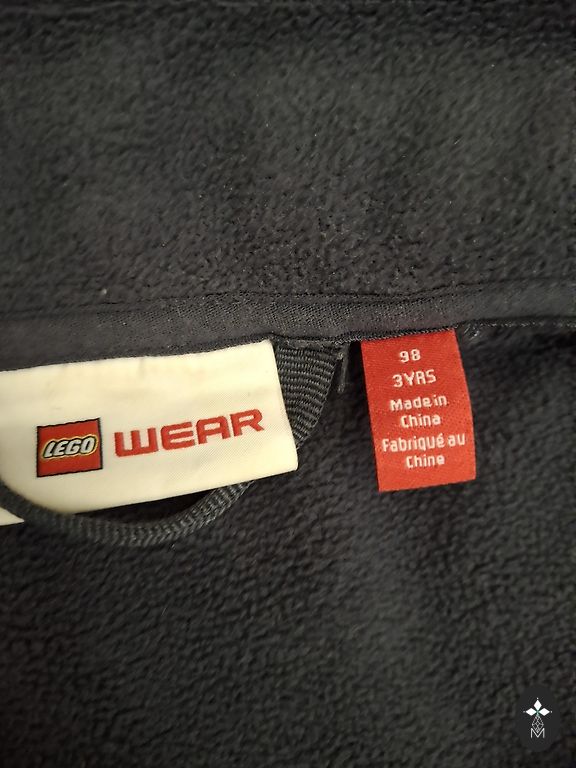 LEGO WEAR
98
3YRS
Made in
China
Fabriqué au
Chine
M